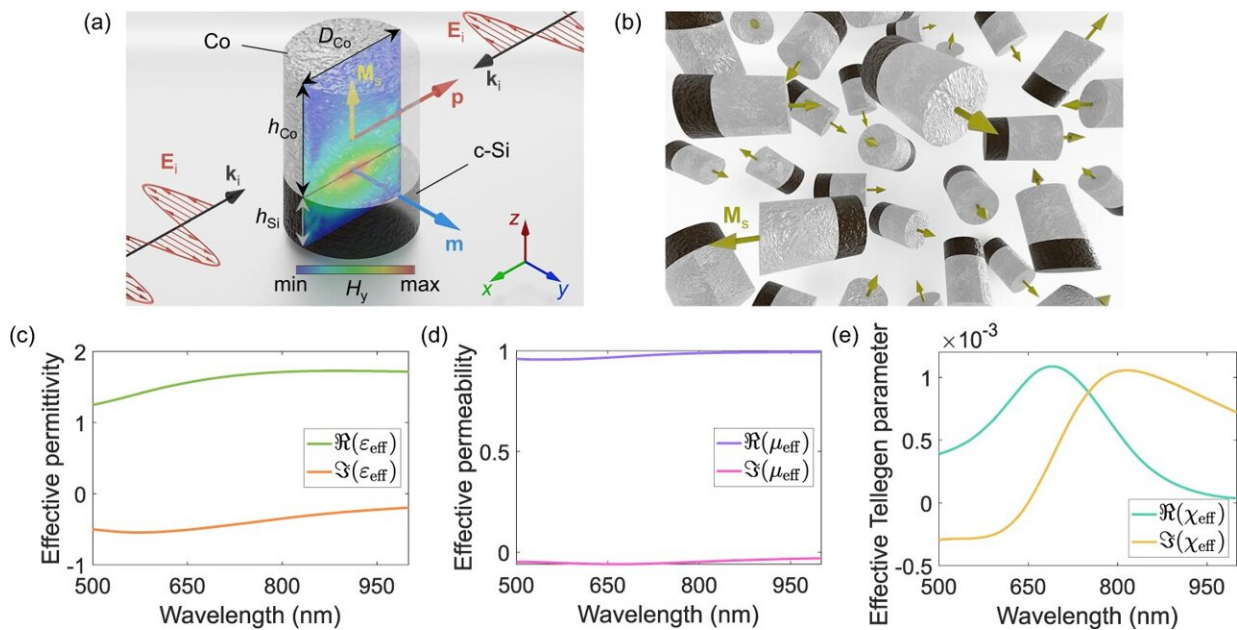 (a)
Co
D_Co
E_i
k_i
M_s
p
h_Co
c-Si
E_i
k_i
h_Si
m
z
x
y
min
H_y
max
(b)
M_s
(c)
Effective permittivity
2
1
0
-1
ℜ(ε_eff)
ℑ(ε_eff)
500
650
800
950
Wavelength (nm)
(d)
Effective permeability
1
0
ℜ(μ_eff)
ℑ(μ_eff)
500
650
800
950
Wavelength (nm)
(e)
×10⁻³
Effective Tellegen parameter
1
0.5
0
-0.5
ℜ(χ_eff)
ℑ(χ_eff)
500
650
800
950
Wavelength (nm)